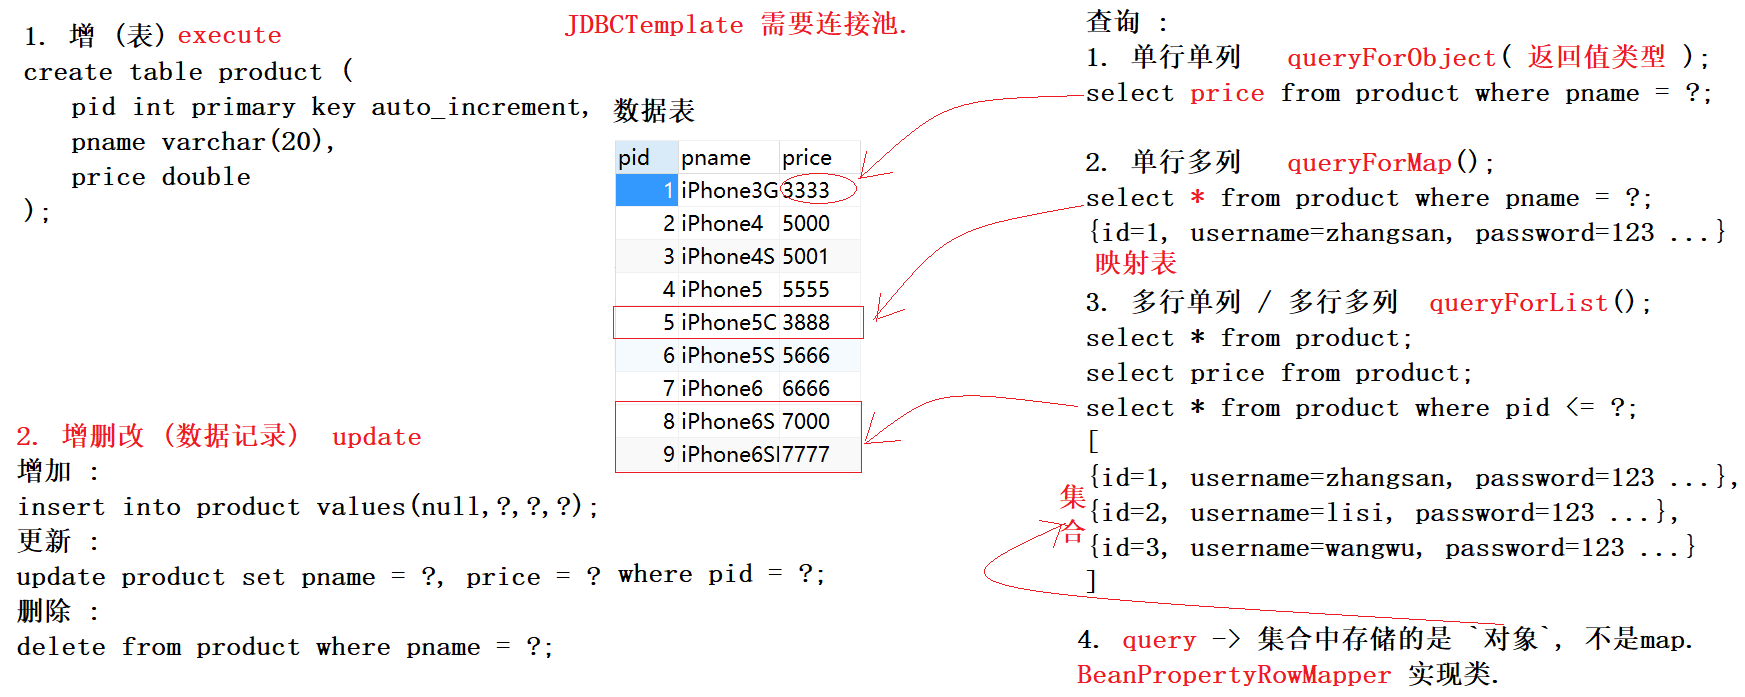 JDBCTemplate 需要连接池.
1. 增 (表) execute
create table product (
pid int primary key auto_increment,
pname varchar(20),
price double
);
2. 增删改 (数据记录) update
增加 :
insert into product values(null,?,?,?);
更新 :
update product set pname = ?, price = ? where pid = ?;
删除 :
delete from product where pname = ?;
数据表
pid pname price
1 iPhone3G 3333
2 iPhone4 5000
3 iPhone4S 5001
4 iPhone5 5555
5 iPhone5C 3888
6 iPhone5S 5666
7 iPhone6 6666
8 iPhone6S 7000
9 iPhone6S 7777
查询 :
1. 单行单列 queryForObject( 返回值类型 );
select price from product where pname = ?;
2. 单行多列 queryForMap();
select * from product where pname = ?;
{id=1, username=zhangsan, password=123 ...}
映射表
3. 多行单列 / 多行多列 queryForList();
select * from product;
select price from product;
select * from product where pid <= ?;
[
{id=1, username=zhangsan, password=123 ...},
{id=2, username=lisi, password=123 ...},
{id=3, username=wangwu, password=123 ...}
]
集合
4. query -> 集合中存储的是 `对象`, 不是map.
BeanPropertyRowMapper 实现类.